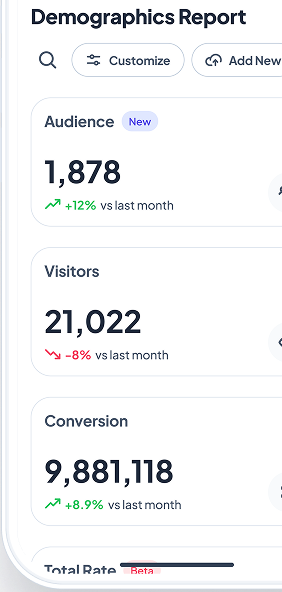 Demographics Report
Customize
Add New
Audience New
1,878
+12% vs last month
Visitors
21,022
-8% vs last month
Conversion
9,881,118
+8.9% vs last month
Total Rate Beta